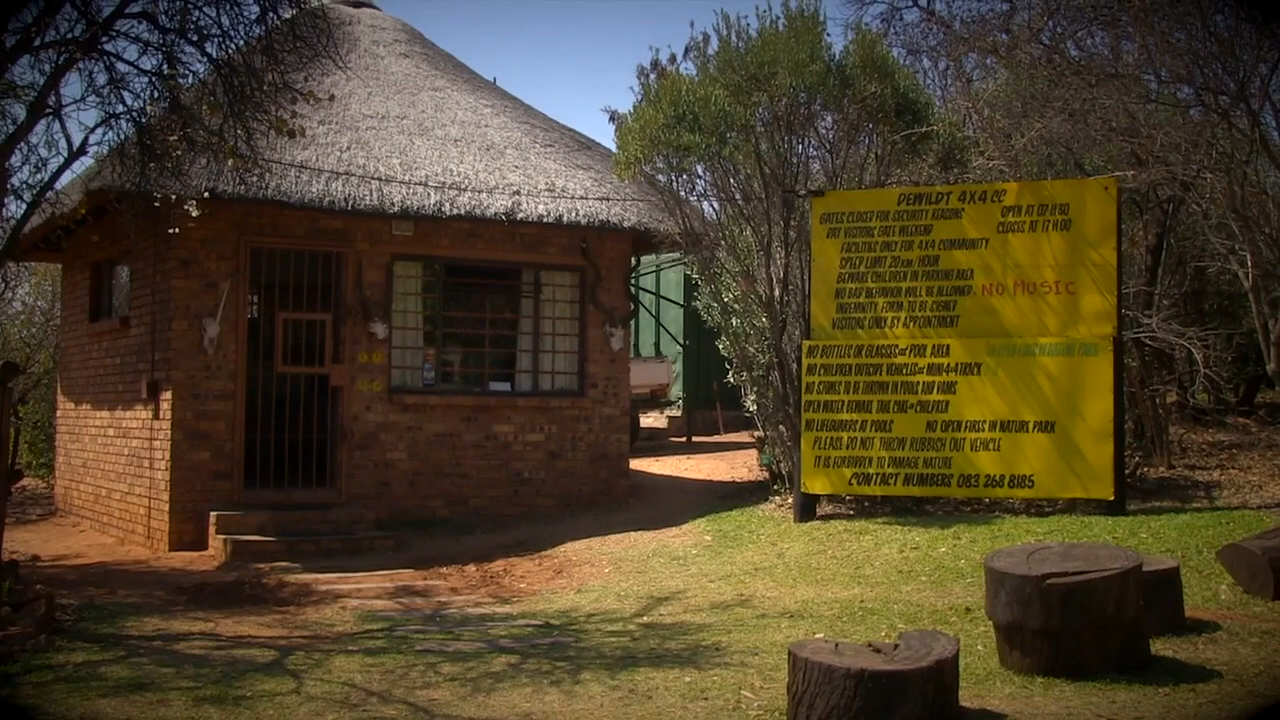 DEWILDT 4X4 CC
GATES CLOSED FOR SECURITY REASONS OPEN AT 07 H 30
DAY VISITORS GATE WEEKEND CLOSES AT 17 H 00
FACILITIES ONLY FOR 4X4 COMMUNITY
SPEED LIMIT 20 KM/HOUR
BEWARE CHILDREN IN PARKING AREA
NO BAD BEHAVIOR WILL BE ALLOWED. NO MUSIC
INDEMNITY FORM TO BE SIGNED
VISITORS ONLY BY APPOINTMENT
NO BOTTLES OR GLASSES at POOL AREA
NO CHILDREN OUTSIDE VEHICLES at MINI 4x4 TRACK
NO STONES TO BE THROWN IN POOLS AND DAMS
OPEN WATER BEWARE TAKE CARE OF CHILDREN
NO LIFEGUARDS AT POOLS NO OPEN FIRES IN NATURE PARK
PLEASE DO NOT THROW RUBBISH OUT VEHICLE
IT IS FORBIDDEN TO DAMAGE NATURE
CONTACT NUMBERS 083 268 8185